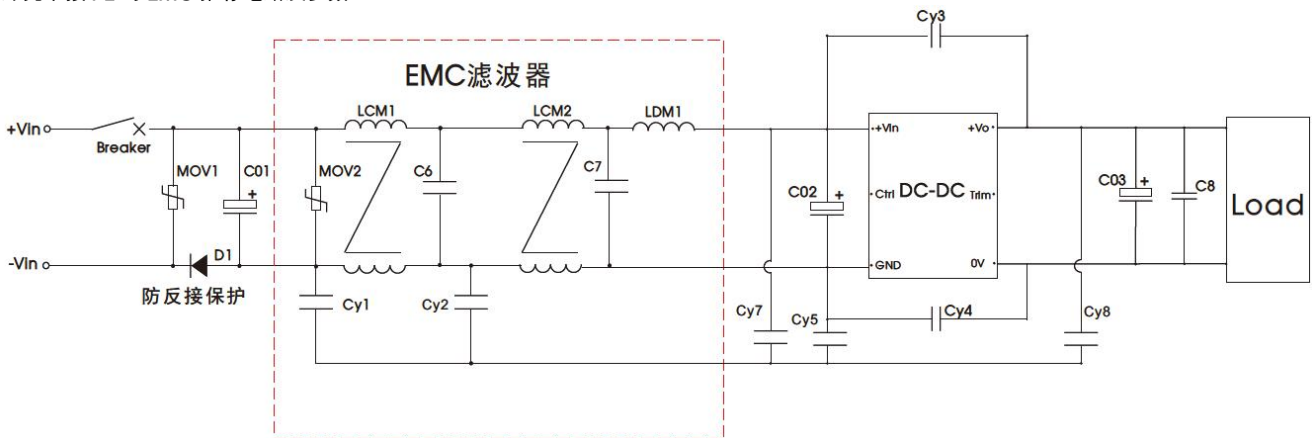 Cy3
EMC滤波器
LCM1
LCM2
LDM1
+Vin
Breaker
MOV1
C01
+
MOV2
C6
C7
C02
+
+Vin
+Vo
Ctrl
DC-DC
Trim
GND
0V
C03
+
C8
Load
-Vin
D1
防反接保护
Cy1
Cy2
Cy7
Cy5
Cy4
Cy8